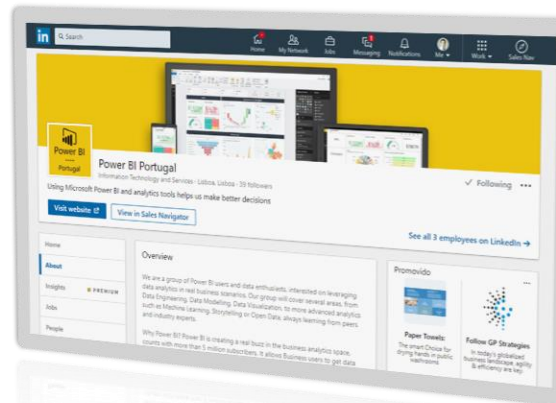 in Search
Home My Network Jobs Messaging Notifications Me Work Sales Nav
Power BI
Portugal
Power BI Portugal
Information Technology and Services · Lisboa, Lisboa · 39 followers
Following
Using Microsoft Power BI and analytics tools helps us make better decisions
Visit website
View in Sales Navigator
See all 3 employees on LinkedIn →
Home
About
Insights PREMIUM
Jobs
People
Overview
We are a group of Power BI users and data enthusiasts, interested on leveraging
data analytics in real business scenarios. Our group will cover several areas, from
Data Engineering, Data Modelling, Data Visualization, to more advanced analytics
such as Machine Learning, Storytelling or Open Data, always learning from peers
and industry experts.
Why Power BI? Power BI is creating a real buzz in the business analytics space,
counts with more than 5 million subscribers. It allows Business users to get data
Promovido
Paper Towels:
The smart Choice for
drying hands in public
washrooms
Follow GP Strategies
In today's globalized
business landscape, agility
& efficiency are key.